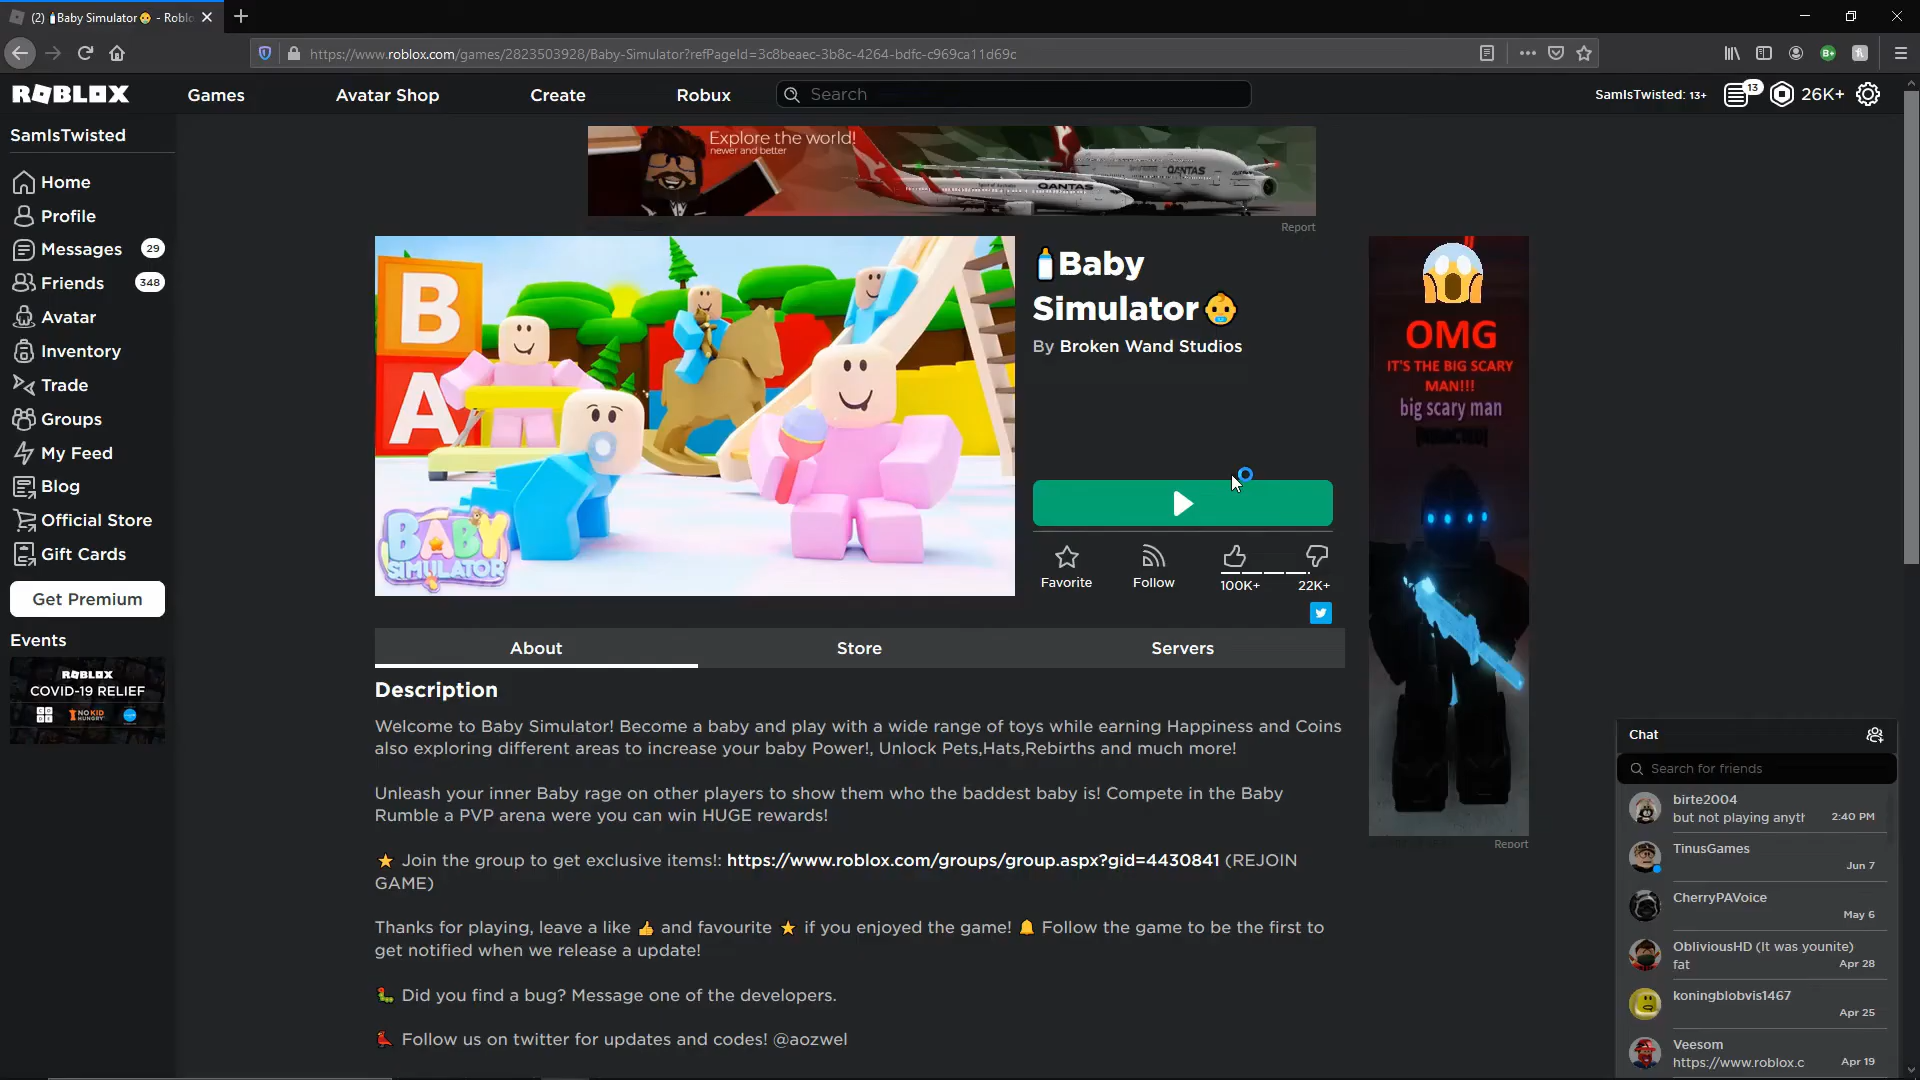 (2) 🍼Baby Simulator👶 - Roblo
https://www.roblox.com/games/2823503928/Baby-Simulator?refPageId=3c8beaec-3b8c-4264-bdfc-c969ca11d69c
ROBLOX
Games
Avatar Shop
Create
Robux
Search
SamIsTwisted: 13+
13
26K+
SamIsTwisted
Home
Profile
Messages 29
Friends 348
Avatar
Inventory
Trade
Groups
My Feed
Blog
Official Store
Gift Cards
Get Premium
Events
ROBLOX
COVID-19 RELIEF
NO KID
HUNGRY
Explore the world!
newer and better
QANTAS
QANTAS
Report
B
A
BABY
SIMULATOR
🍼Baby
Simulator👶
By Broken Wand Studios
Favorite
Follow
100K+
22K+
About
Store
Servers
Description
Welcome to Baby Simulator! Become a baby and play with a wide range of toys while earning Happiness and Coins
also exploring different areas to increase your baby Power!, Unlock Pets,Hats,Rebirths and much more!
Unleash your inner Baby rage on other players to show them who the baddest baby is! Compete in the Baby
Rumble a PVP arena were you can win HUGE rewards!
⭐ Join the group to get exclusive items!: https://www.roblox.com/groups/group.aspx?gid=4430841 (REJOIN
GAME)
Thanks for playing, leave a like 👍 and favourite ⭐ if you enjoyed the game! 🔔 Follow the game to be the first to
get notified when we release a update!
🐛 Did you find a bug? Message one of the developers.
🐦 Follow us on twitter for updates and codes! @aozwel
OMG
IT'S THE BIG SCARY
MAN!!!
big scary man
Report
Chat
Search for friends
birte2004
but not playing anyth 2:40 PM
TinusGames
Jun 7
CherryPAVoice
May 6
ObliviousHD (It was younite)
fat Apr 28
koningblobvis1467
Apr 25
Veesom
https://www.roblox.c Apr 19